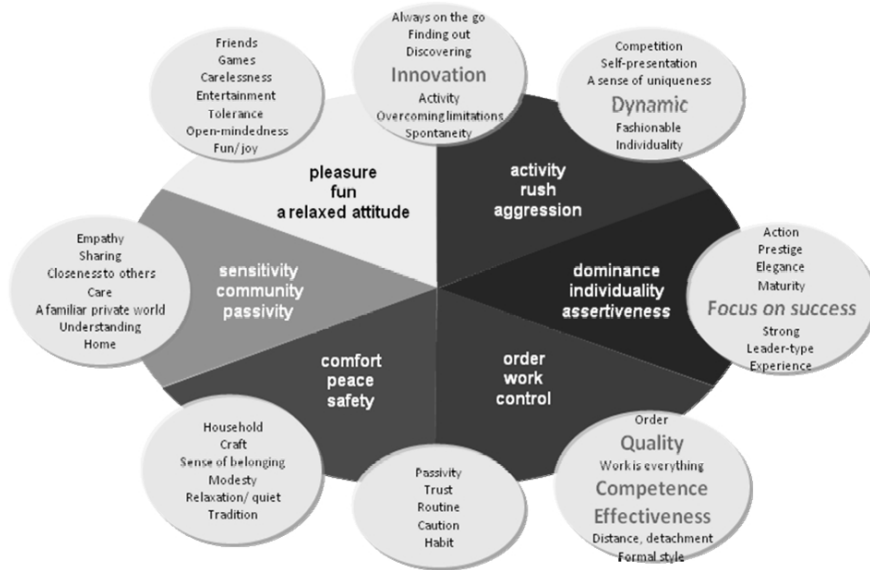 Always on the go
Finding out
Discovering
Innovation
Activity
Overcoming limitations
Spontaneity
Friends
Games
Carelessness
Entertainment
Tolerance
Open-mindedness
Fun/ joy
Competition
Self-presentation
A sense of uniqueness
Dynamic
Fashionable
Individuality
pleasure
fun
a relaxed attitude
activity
rush
aggression
Empathy
Sharing
Closeness to others
Care
A familiar private world
Understanding
Home
sensitivity
community
passivity
dominance
individuality
assertiveness
Action
Prestige
Elegance
Maturity
Focus on success
Strong
Leader-type
Experience
comfort
peace
safety
order
work
control
Household
Craft
Sense of belonging
Modesty
Relaxation/ quiet
Tradition
Passivity
Trust
Routine
Caution
Habit
Order
Quality
Work is everything
Competence
Effectiveness
Distance, detachment
Formal style